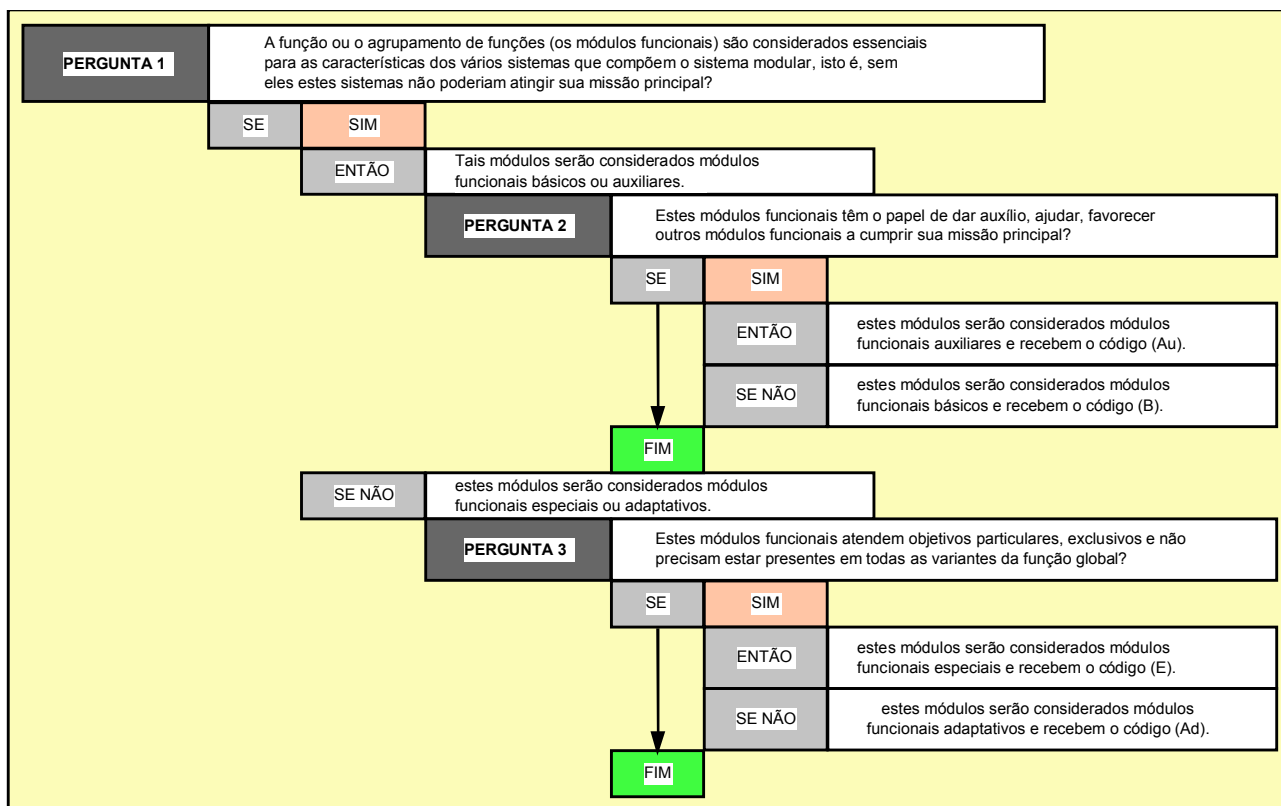 PERGUNTA 1
A função ou o agrupamento de funções (os módulos funcionais) são considerados essenciais
para as características dos vários sistemas que compõem o sistema modular, isto é, sem
eles estes sistemas não poderiam atingir sua missão principal?
SE
SIM
ENTÃO
Tais módulos serão considerados módulos
funcionais básicos ou auxiliares.
PERGUNTA 2
Estes módulos funcionais têm o papel de dar auxílio, ajudar, favorecer
outros módulos funcionais a cumprir sua missão principal?
SE
SIM
ENTÃO
estes módulos serão considerados módulos
funcionais auxiliares e recebem o código (Au).
SE NÃO
estes módulos serão considerados módulos
funcionais básicos e recebem o código (B).
FIM
SE NÃO
estes módulos serão considerados módulos
funcionais especiais ou adaptativos.
PERGUNTA 3
Estes módulos funcionais atendem objetivos particulares, exclusivos e não
precisam estar presentes em todas as variantes da função global?
SE
SIM
ENTÃO
estes módulos serão considerados módulos
funcionais especiais e recebem o código (E).
SE NÃO
estes módulos serão considerados módulos
funcionais adaptativos e recebem o código (Ad).
FIM